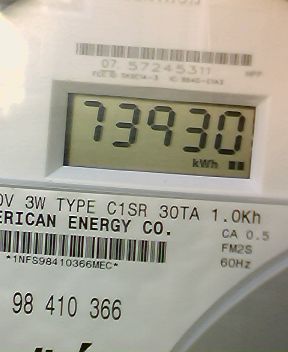 07 57245311
73930
kWh
3W TYPE C1SR 30TA 1.0Kh
ERICAN ENERGY CO.
CA 0.5
FM2S
*1NFS98410366MEC*
60Hz
98 410 366